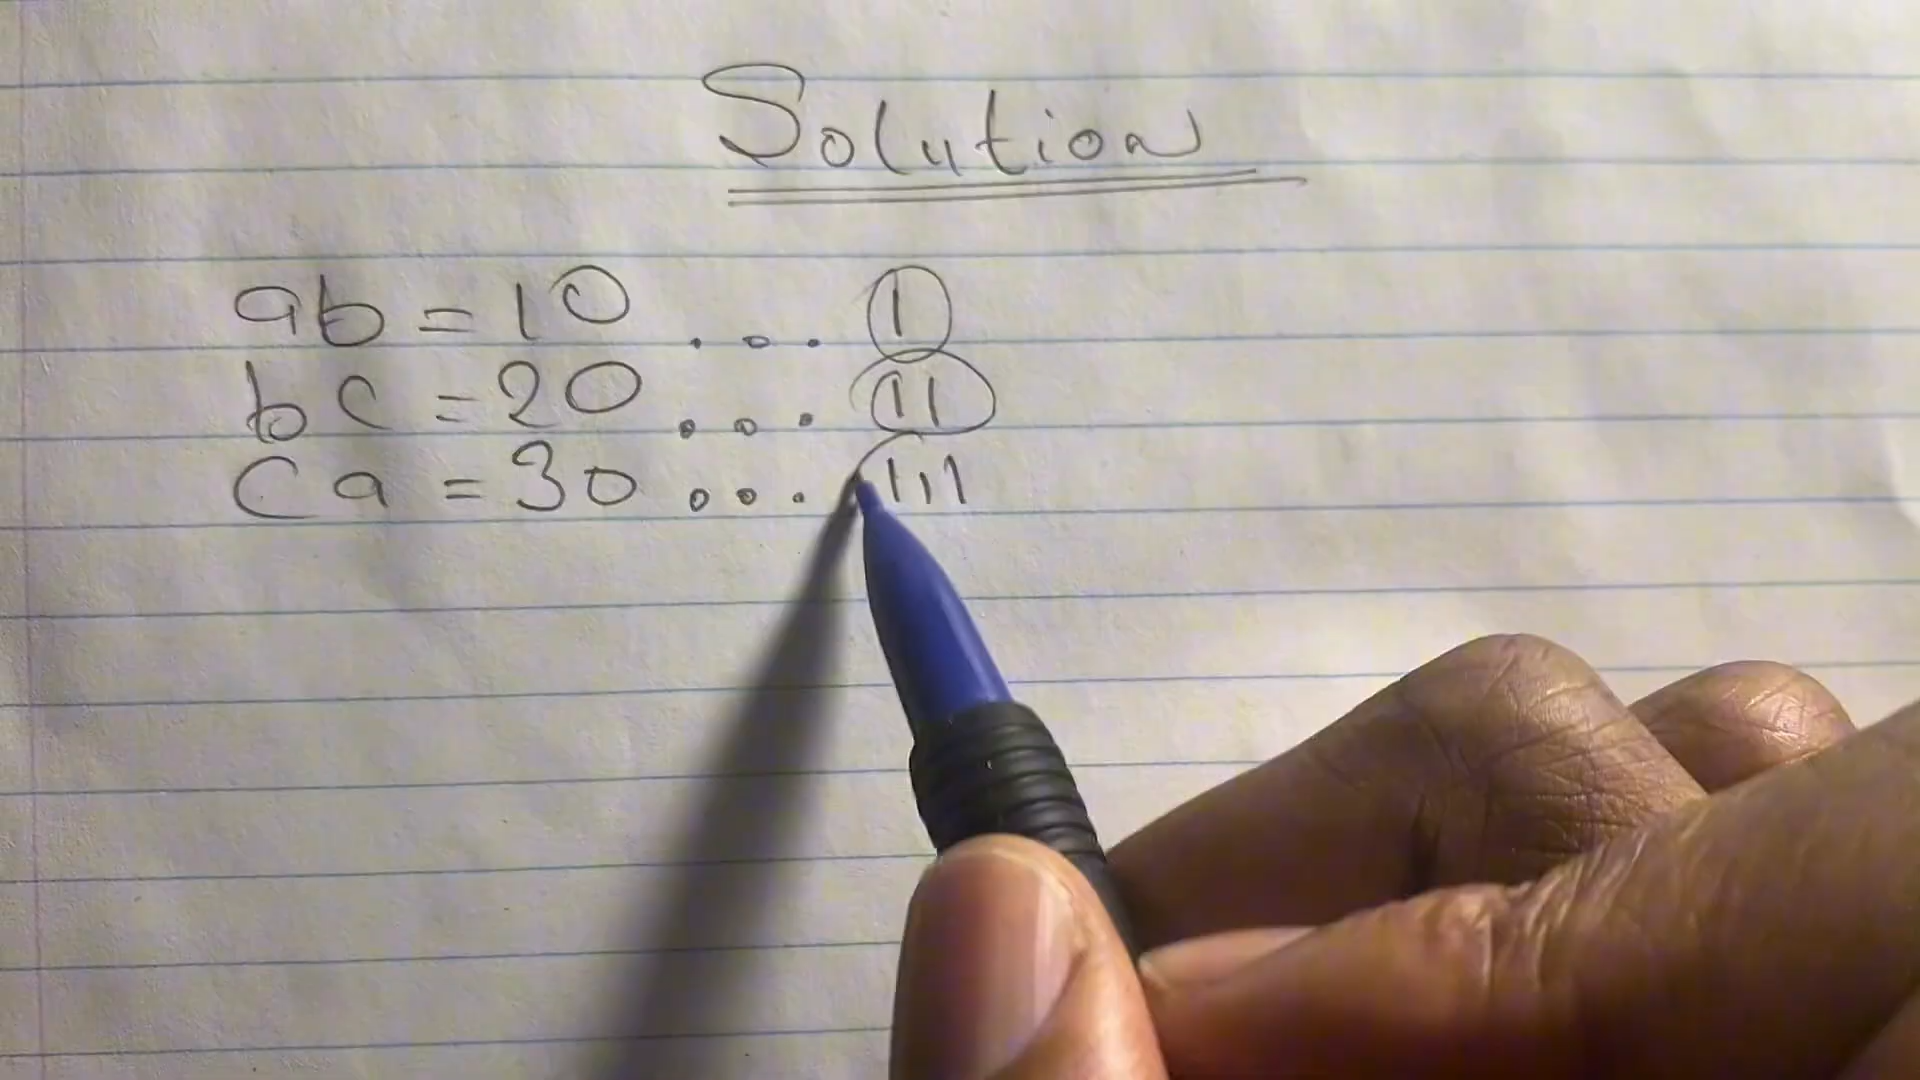 Solution
ab = 10 ... I
bc = 20 ... II
ca = 30 ... III